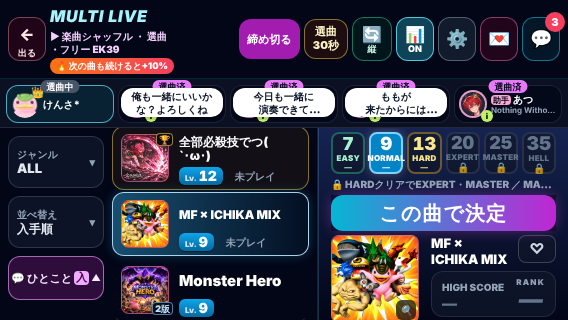 出る
MULTI LIVE
▶ 楽曲シャッフル ・ 選曲
・フリー EK39
🔥 次の曲も続けると+10%
締め切る
選曲
30秒
縦
ON
3
選曲中
けんさ*
選曲済
俺も一緒にいいか
な？よろしくね
選曲済
今日も一緒に
演奏できて…
選曲済
ももが
来たからには…
選曲済
助手 あつ
Nothing Witho…
ジャンル
ALL
▼
並べ替え
入手順
▼
💬 ひとこと 入 ▲
全部必殺技でつ(
`･ω･)
Lv. 12
未プレイ
MF × ICHIKA MIX
Lv. 9
未プレイ
Monster Hero
Lv. 9
2版
7
EASY
—
9
NORMAL
—
13
HARD
—
20
EXPERT
25
MASTER
35
HELL
🔒 HARDクリアでEXPERT・MASTER ／ MA…
この曲で決定
MF ×
ICHIKA MIX
HIGH SCORE
—
RANK
—